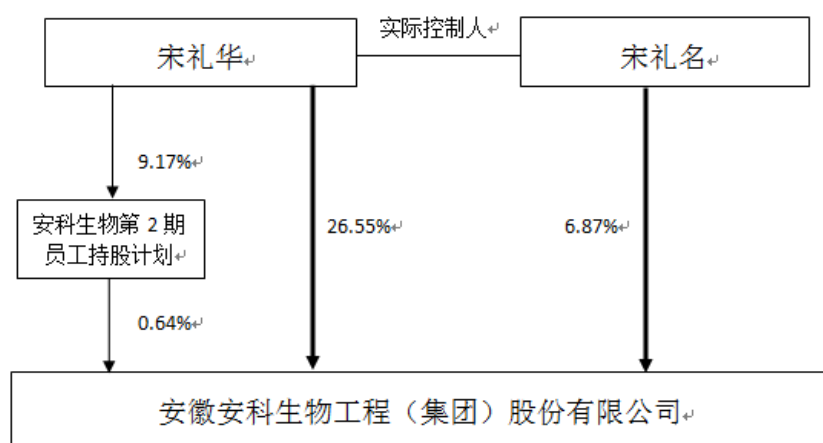 实际控制人
宋礼华
宋礼名
9.17%
安科生物第 2 期
员工持股计划
26.55%
6.87%
0.64%
安徽安科生物工程（集团）股份有限公司